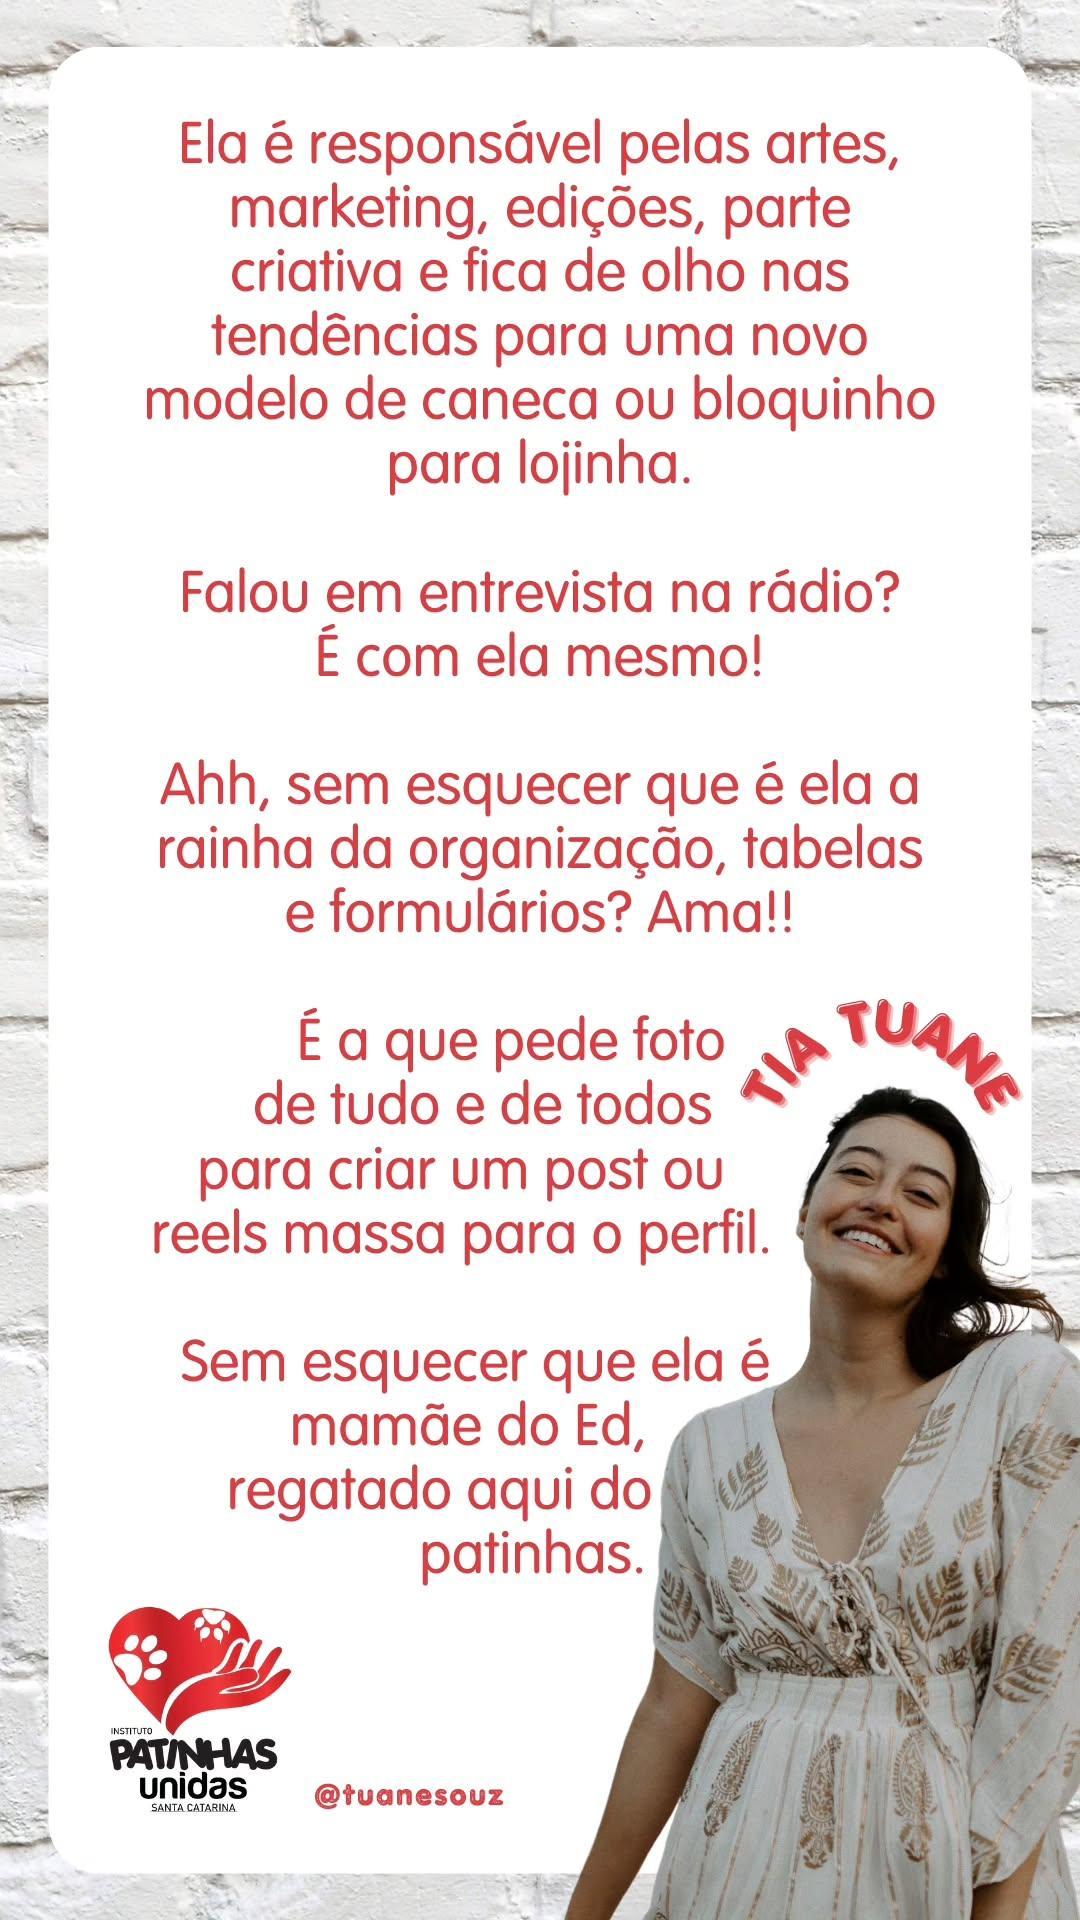 Ela é responsável pelas artes,
marketing, edições, parte
criativa e fica de olho nas
tendências para uma novo
modelo de caneca ou bloquinho
para lojinha.
Falou em entrevista na rádio?
É com ela mesmo!
Ahh, sem esquecer que é ela a
rainha da organização, tabelas
e formulários? Ama!!
É a que pede foto
de tudo e de todos
para criar um post ou
reels massa para o perfil.
TIA TUANE
Sem esquecer que ela é
mamãe do Ed,
regatado aqui do
patinhas.
INSTITUTO
PATINHAS
unidas
SANTA CATARINA
@tuanesouz